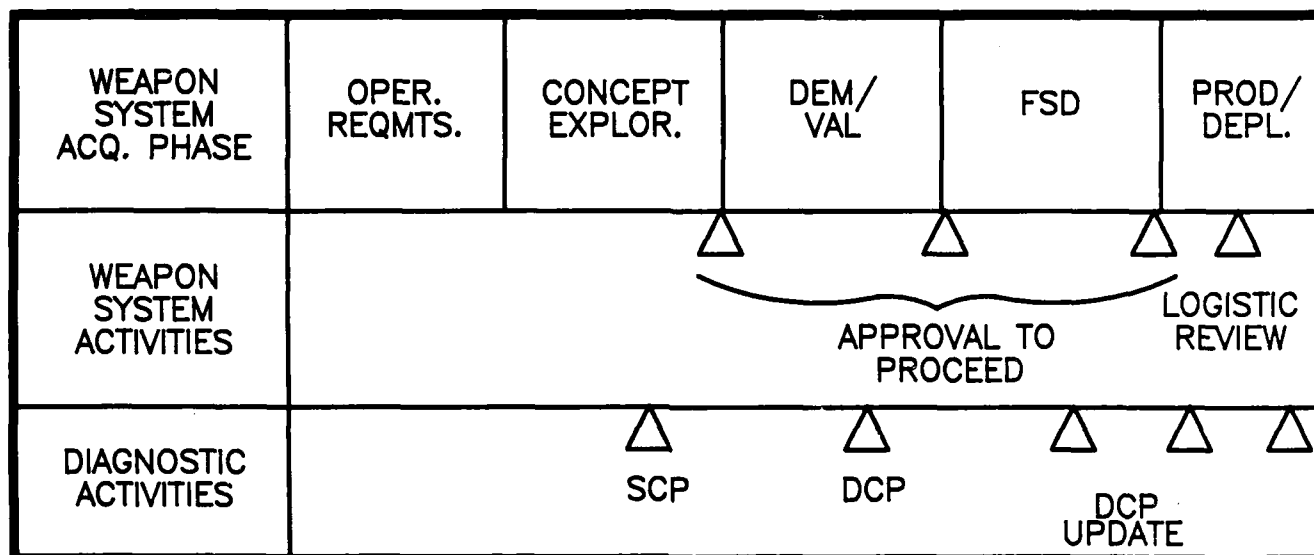 WEAPON
SYSTEM
ACQ. PHASE
OPER.
REQMTS.
CONCEPT
EXPLOR.
DEM/
VAL
FSD
PROD/
DEPL.
WEAPON
SYSTEM
ACTIVITIES
APPROVAL TO
PROCEED
LOGISTIC
REVIEW
DIAGNOSTIC
ACTIVITIES
SCP
DCP
DCP
UPDATE